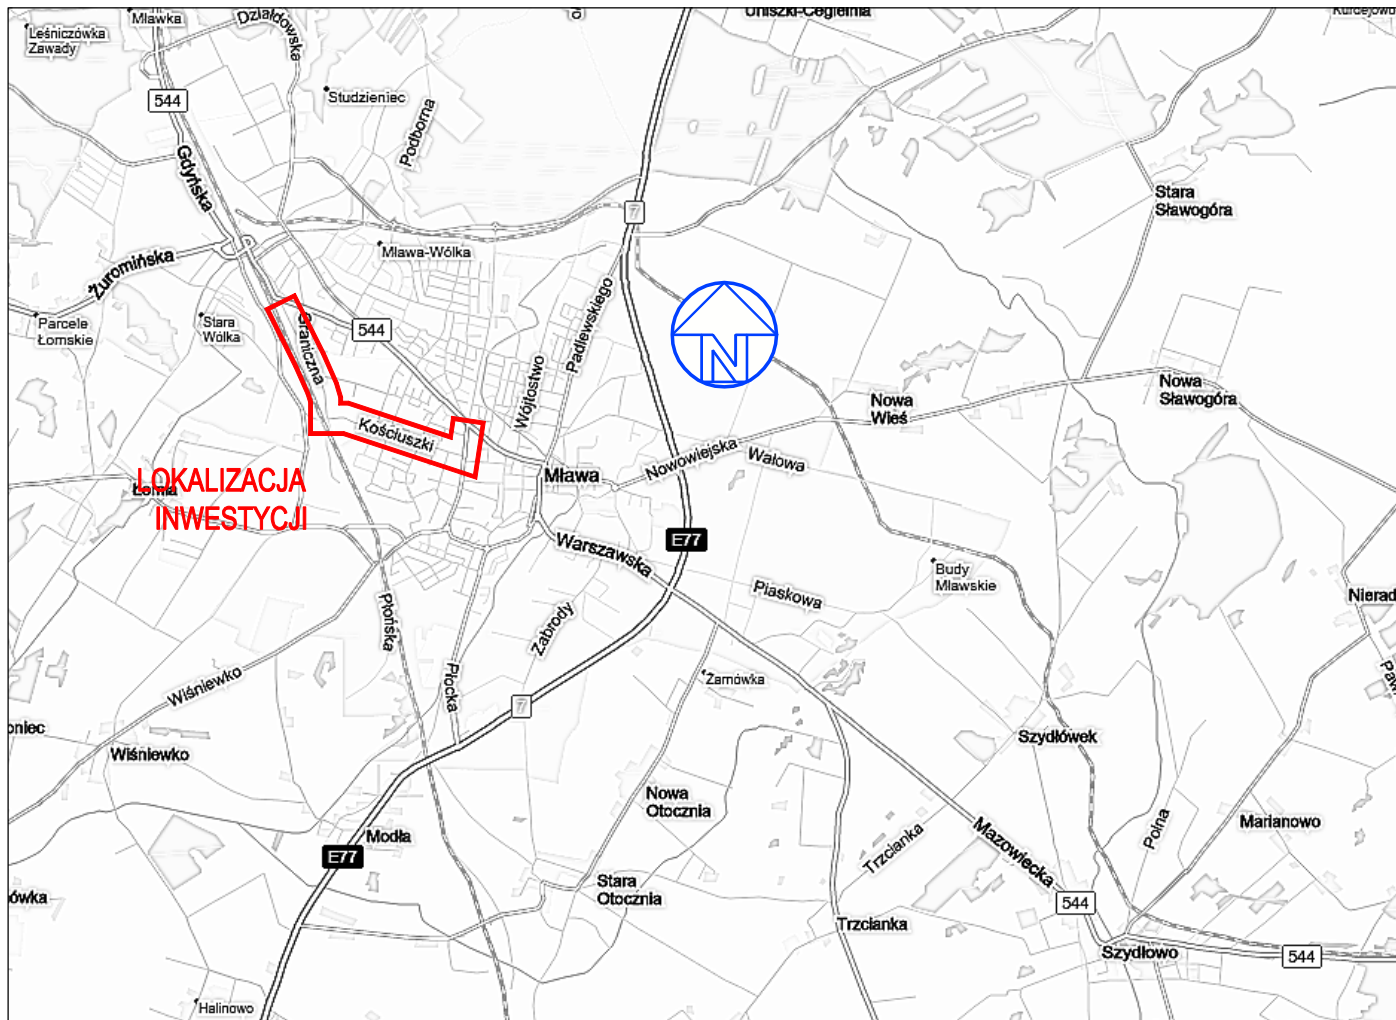 Mławka
Działdowska
Uniszki-Cegielnia
Leśniczówka
Zawady
544
Studzieniec
Podborna
Gdyńska
Stara
Sławogóra
7
Mława-Wólka
Żuromińska
Padlewskiego
N
Parcele
Łomskie
Stara
Wólka
Graniczna
544
Wójtostwo
Nowa
Wieś
Nowa
Sławogóra
Kościuszki
Nowowiejska
Wałowa
Mława
LOKALIZACJA
Łomia
INWESTYCJI
E77
Warszawska
Budy
Mławskie
Piaskowa
Nierad
Płońska
Zabrody
Płocka
Żarnówka
Wiśniewko
7
oniec
Wiśniewko
Szydłówek
Nowa
Otocznia
Polna
Marianowo
Modła
E77
Trzcianka
Mazowiecka
Stara
Otocznia
ówka
544
Trzcianka
Szydłowo
544
Halinowo